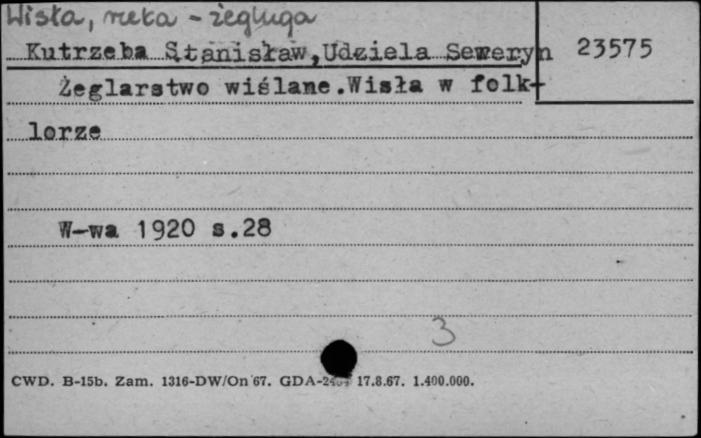 Wisła, rzeka - żegluga
Kutrzeba Stanisław, Udziela Seweryn 23575
Żeglarstwo wiślane. Wisła w folk-
lorze
W-wa 1920 s.28
3
CWD. B-15b. Zam. 1316-DW/On 67. GDA- 17.8.67. 1.400.000.